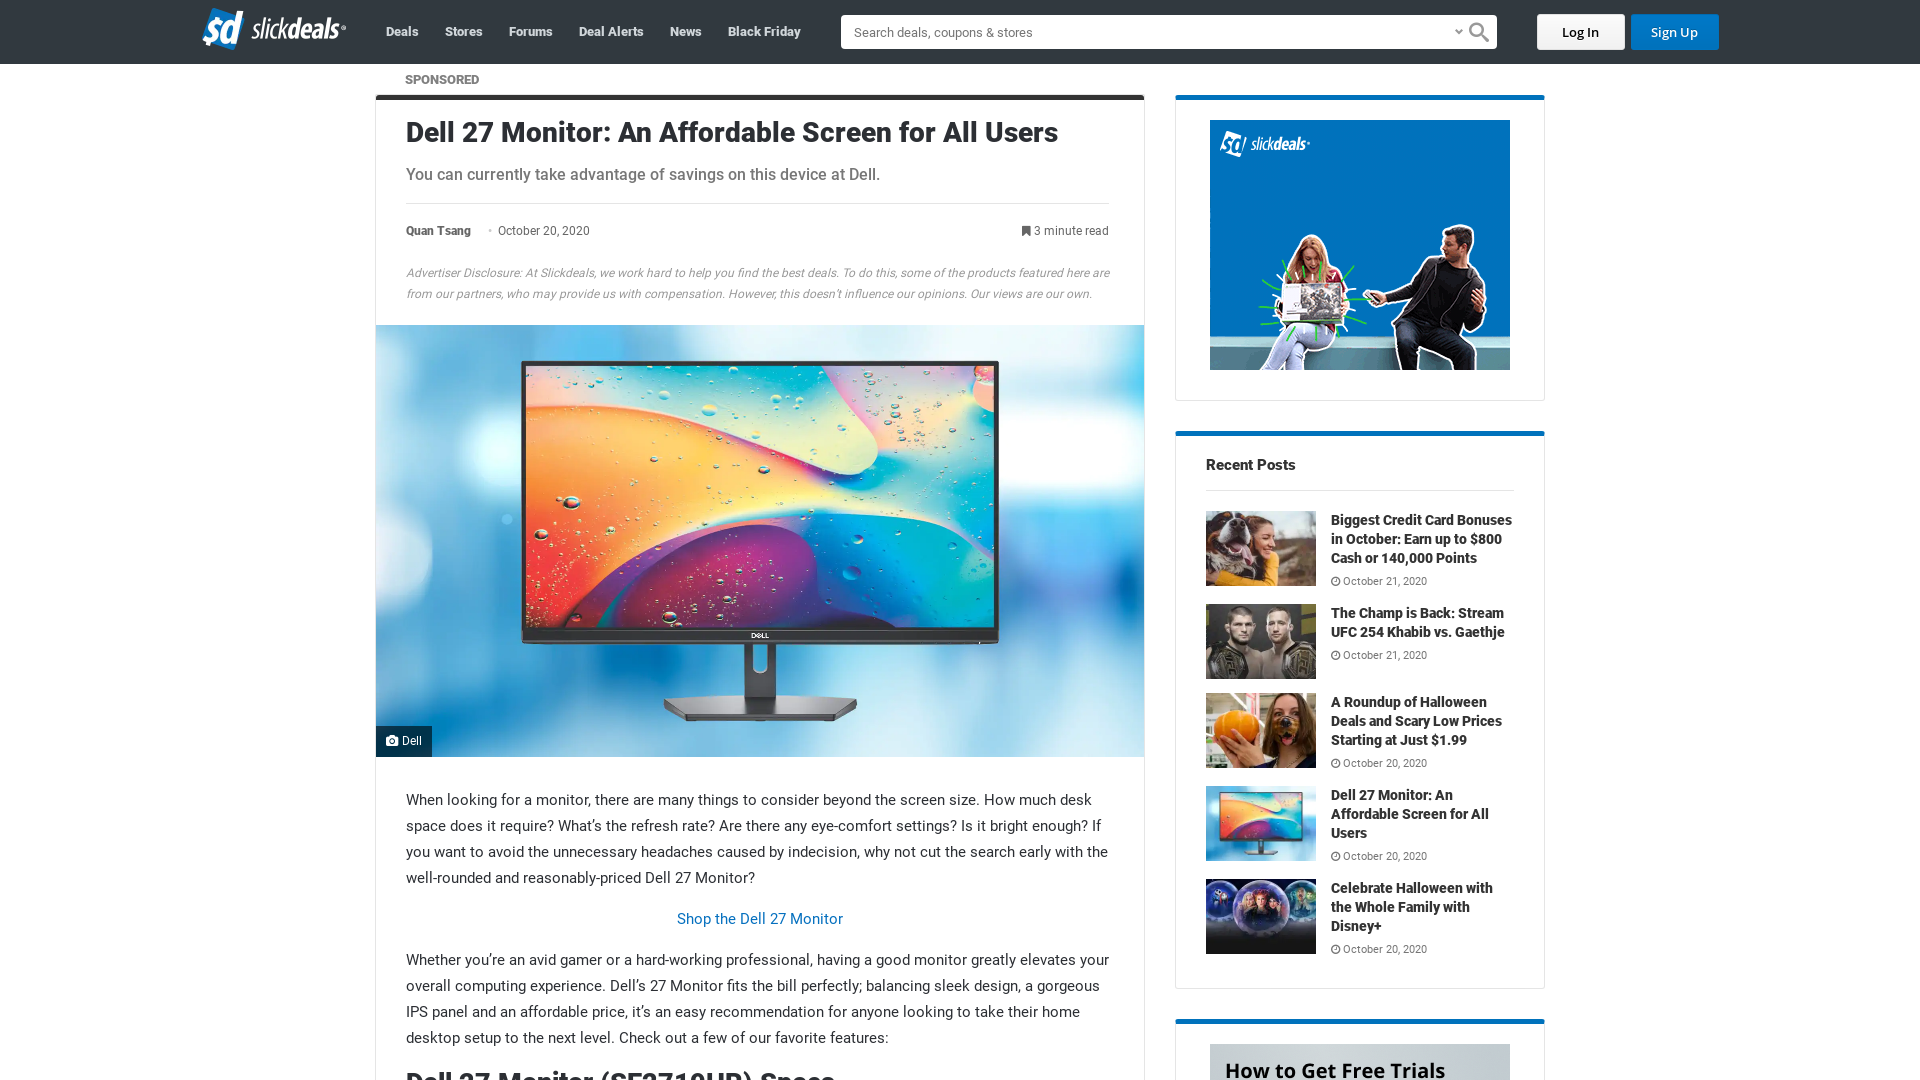 $d slickdeals®
Deals
Stores
Forums
Deal Alerts
News
Black Friday
Search deals, coupons & stores
Log In
Sign Up
SPONSORED
Dell 27 Monitor: An Affordable Screen for All Users
You can currently take advantage of savings on this device at Dell.
Quan Tsang • October 20, 2020
3 minute read
Advertiser Disclosure: At Slickdeals, we work hard to help you find the best deals. To do this, some of the products featured here are
from our partners, who may provide us with compensation. However, this doesn’t influence our opinions. Our views are our own.
DELL
Dell
When looking for a monitor, there are many things to consider beyond the screen size. How much desk
space does it require? What’s the refresh rate? Are there any eye-comfort settings? Is it bright enough? If
you want to avoid the unnecessary headaches caused by indecision, why not cut the search early with the
well-rounded and reasonably-priced Dell 27 Monitor?
Shop the Dell 27 Monitor
Whether you’re an avid gamer or a hard-working professional, having a good monitor greatly elevates your
overall computing experience. Dell’s 27 Monitor fits the bill perfectly; balancing sleek design, a gorgeous
IPS panel and an affordable price, it’s an easy recommendation for anyone looking to take their home
desktop setup to the next level. Check out a few of our favorite features:
Dell 27 Monitor (SE2719HR) Specs
$d slickdeals®
Recent Posts
Biggest Credit Card Bonuses
in October: Earn up to $800
Cash or 140,000 Points
October 21, 2020
The Champ is Back: Stream
UFC 254 Khabib vs. Gaethje
October 21, 2020
A Roundup of Halloween
Deals and Scary Low Prices
Starting at Just $1.99
October 20, 2020
Dell 27 Monitor: An
Affordable Screen for All
Users
October 20, 2020
Celebrate Halloween with
the Whole Family with
Disney+
October 20, 2020
How to Get Free Trials